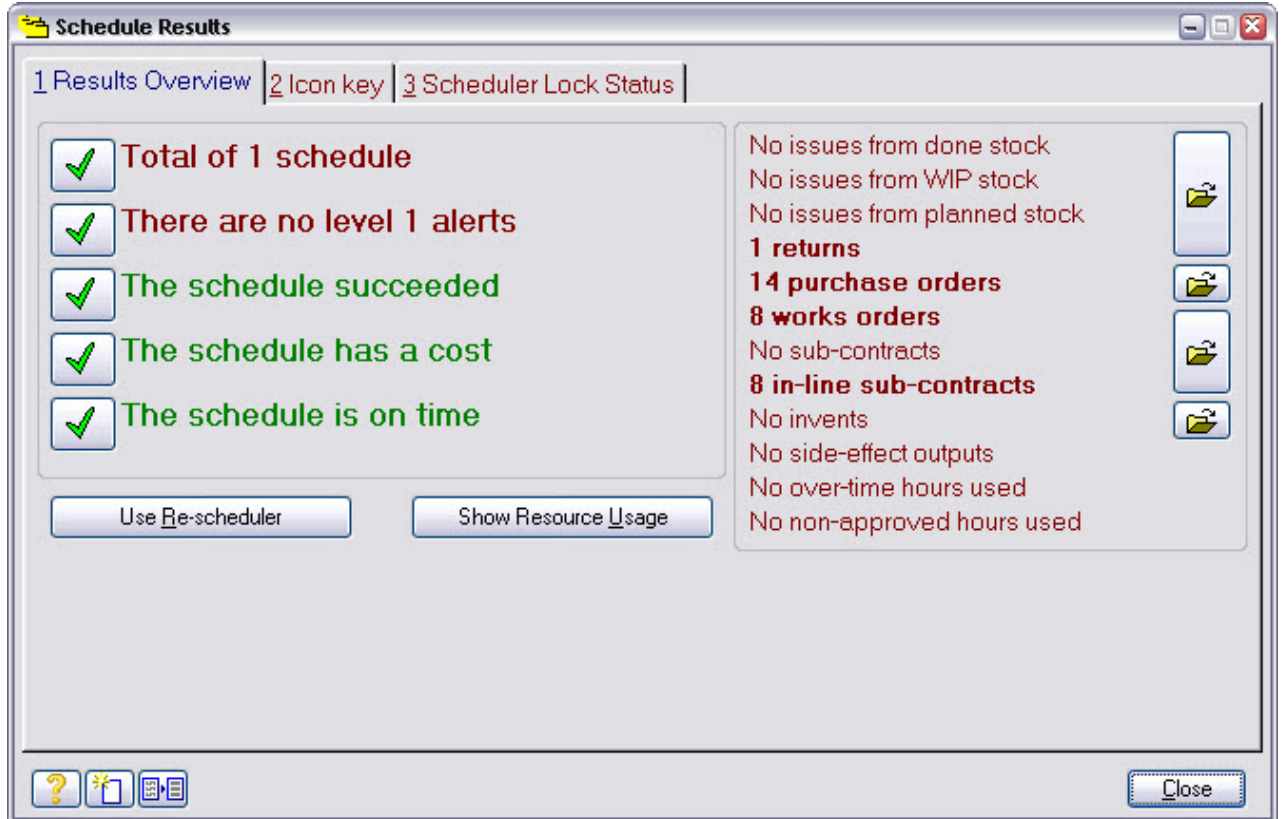 Schedule Results
1 Results Overview
2 Icon key
3 Scheduler Lock Status
Total of 1 schedule
There are no level 1 alerts
The schedule succeeded
The schedule has a cost
The schedule is on time
Use Re-scheduler
Show Resource Usage
No issues from done stock
No issues from WIP stock
No issues from planned stock
1 returns
14 purchase orders
8 works orders
No sub-contracts
8 in-line sub-contracts
No invents
No side-effect outputs
No over-time hours used
No non-approved hours used
Close